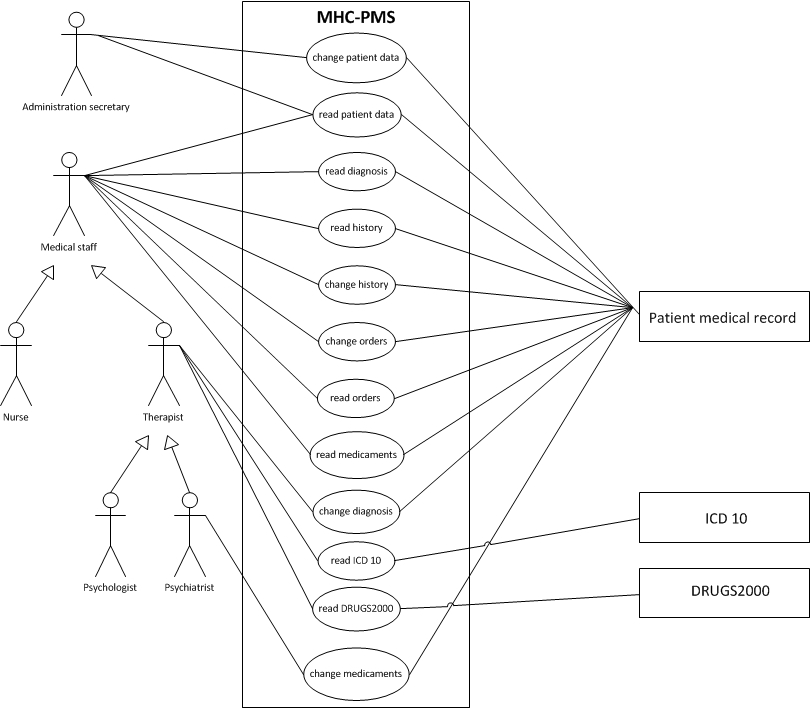 MHC-PMS
change patient data
Administration secretary
read patient data
read diagnosis
Medical staff
read history
change history
Patient medical record
change orders
read orders
Nurse
Therapist
read medicaments
change diagnosis
ICD 10
read ICD 10
Psychologist
Psychiatrist
DRUGS2000
read DRUGS2000
change medicaments